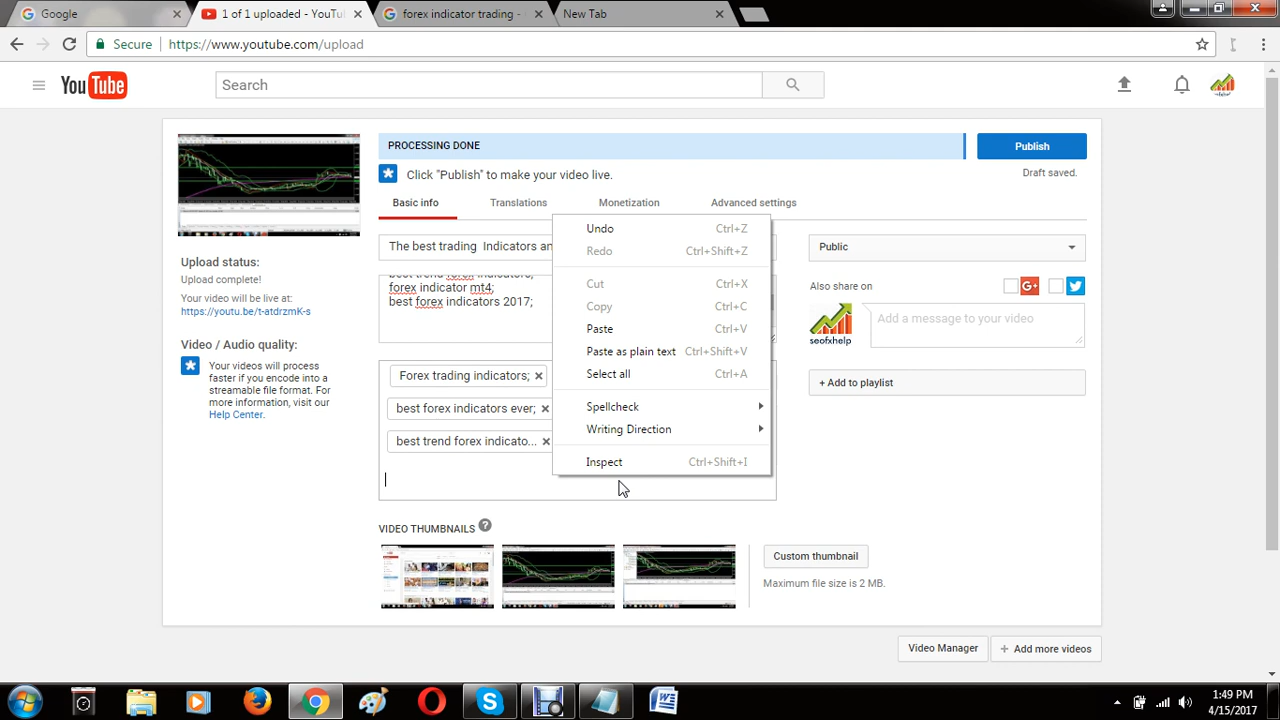 Google
1 of 1 uploaded - YouTu
forex indicator trading -
New Tab
Secure
https://www.youtube.com/upload
YouTube
Search
PROCESSING DONE
Publish
Click "Publish" to make your video live.
Draft saved.
Basic info
Translations
Monetization
Advanced settings
The best trading Indicators an
Public
best trend forex indicators;
forex indicator mt4;
best forex indicators 2017;
Upload status:
Upload complete!
Your video will be live at:
https://youtu.be/t-atdrzmK-s
Video / Audio quality:
Your videos will process
faster if you encode into a
streamable file format. For
more information, visit our
Help Center.
Undo Ctrl+Z
Redo Ctrl+Shift+Z
Cut Ctrl+X
Copy Ctrl+C
Paste Ctrl+V
Paste as plain text Ctrl+Shift+V
Select all Ctrl+A
Spellcheck
Writing Direction
Inspect Ctrl+Shift+I
Also share on
Add a message to your video
seofxhelp
+ Add to playlist
Forex trading indicators;
best forex indicators ever;
best trend forex indicato...
VIDEO THUMBNAILS
Custom thumbnail
Maximum file size is 2 MB.
Video Manager
+ Add more videos
1:49 PM
4/15/2017